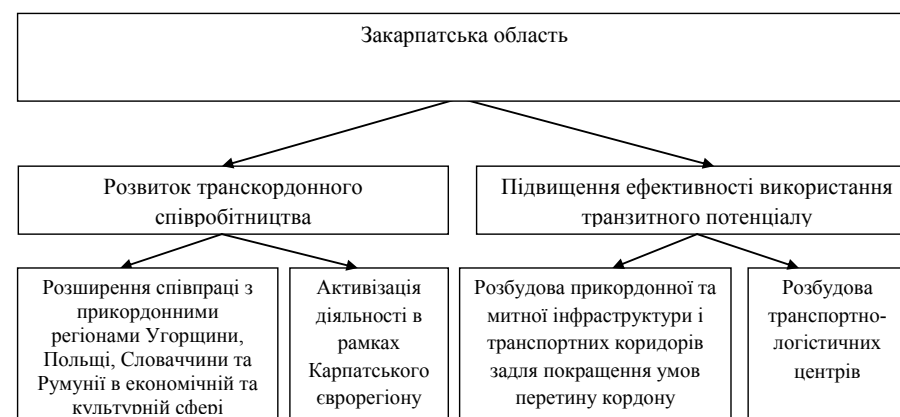 Закарпатська область
Розвиток транскордонного
співробітництва
Підвищення ефективності використання
транзитного потенціалу
Розширення співпраці з
прикордонними
регіонами Угорщини,
Польщі, Словаччини та
Румунії в економічній та
культурній сфері
Активізація
діяльності в
рамках
Карпатського
єврорегіону
Розбудова прикордонної та
митної інфраструктури і
транспортних коридорів
задля покращення умов
перетину кордону
Розбудова
транспортно-
логістичних
центрів